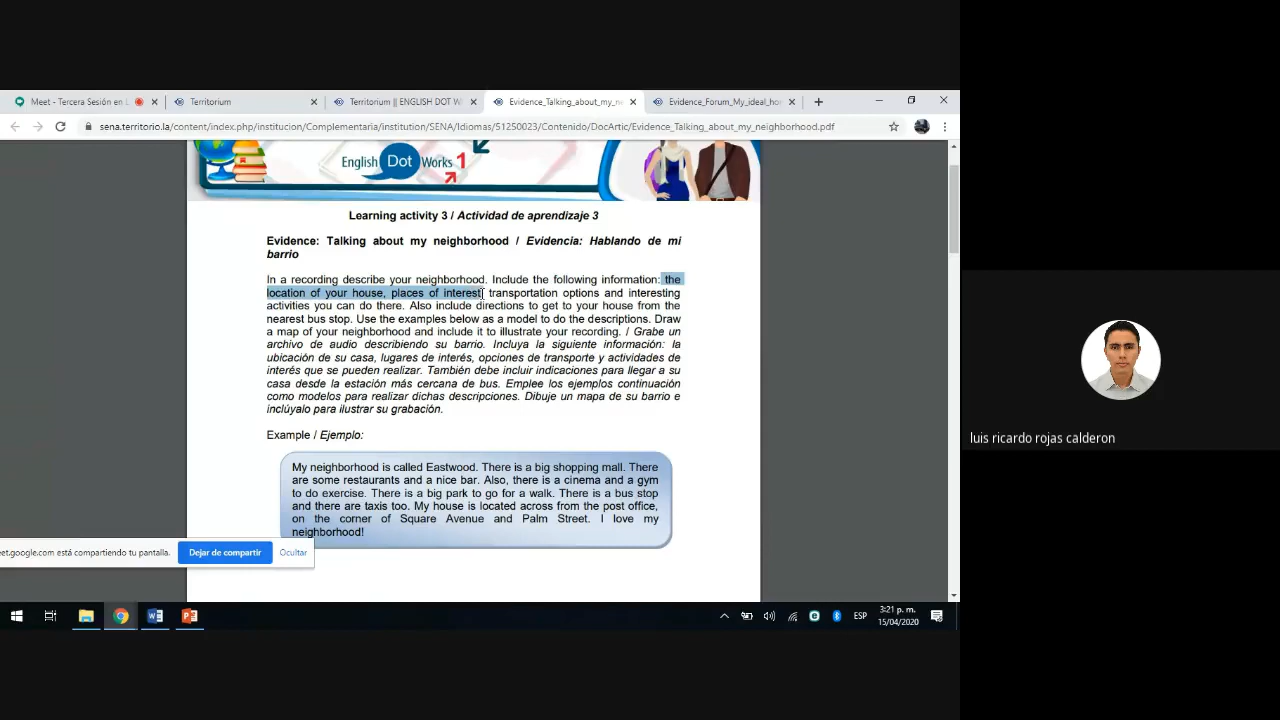 Meet - Tercera Sesión en L
Territorium
Territorium || ENGLISH DOT W
Evidence_Talking_about_my_ne
Evidence_Forum_My_ideal_ho
sena.territorio.la/content/index.php/institucion/Complementaria/institution/SENA/Idiomas/51250023/Contenido/DocArtic/Evidence_Talking_about_my_neighborhood.pdf
English Dot Works 1
Learning activity 3 / Actividad de aprendizaje 3
Evidence: Talking about my neighborhood / Evidencia: Hablando de mi
barrio
In a recording describe your neighborhood. Include the following information: the
location of your house, places of interest, transportation options and interesting
activities you can do there. Also include directions to get to your house from the
nearest bus stop. Use the examples below as a model to do the descriptions. Draw
a map of your neighborhood and include it to illustrate your recording. / Grabe un
archivo de audio describiendo su barrio. Incluya la siguiente información: la
ubicación de su casa, lugares de interés, opciones de transporte y actividades de
interés que se pueden realizar. También debe incluir indicaciones para llegar a su
casa desde la estación más cercana de bus. Emplee los ejemplos continuación
como modelos para realizar dichas descripciones. Dibuje un mapa de su barrio e
inclúyalo para ilustrar su grabación.
Example / Ejemplo:
My neighborhood is called Eastwood. There is a big shopping mall. There
are some restaurants and a nice bar. Also, there is a cinema and a gym
to do exercise. There is a big park to go for a walk. There is a bus stop
and there are taxis too. My house is located across from the post office,
on the corner of Square Avenue and Palm Street. I love my
neighborhood!
eet.google.com está compartiendo tu pantalla.
Dejar de compartir
Ocultar
ESP
3:21 p. m.
15/04/2020
luis ricardo rojas calderon